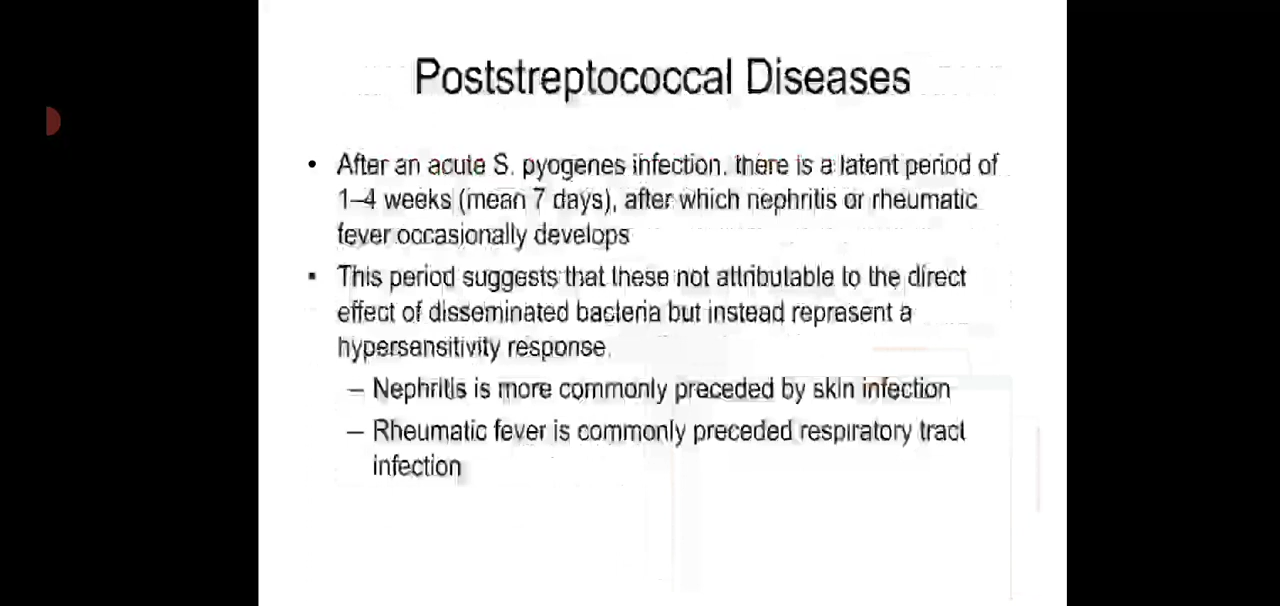 Poststreptococcal Diseases
• After an acute S. pyogenes infection, there is a latent period of
1–4 weeks (mean 7 days), after which nephritis or rheumatic
fever occasionally develops
▪ This period suggests that these not attributable to the direct
effect of disseminated bacteria but instead represent a
hypersensitivity response.
– Nephritis is more commonly preceded by skin infection
– Rheumatic fever is commonly preceded respiratory tract
infection